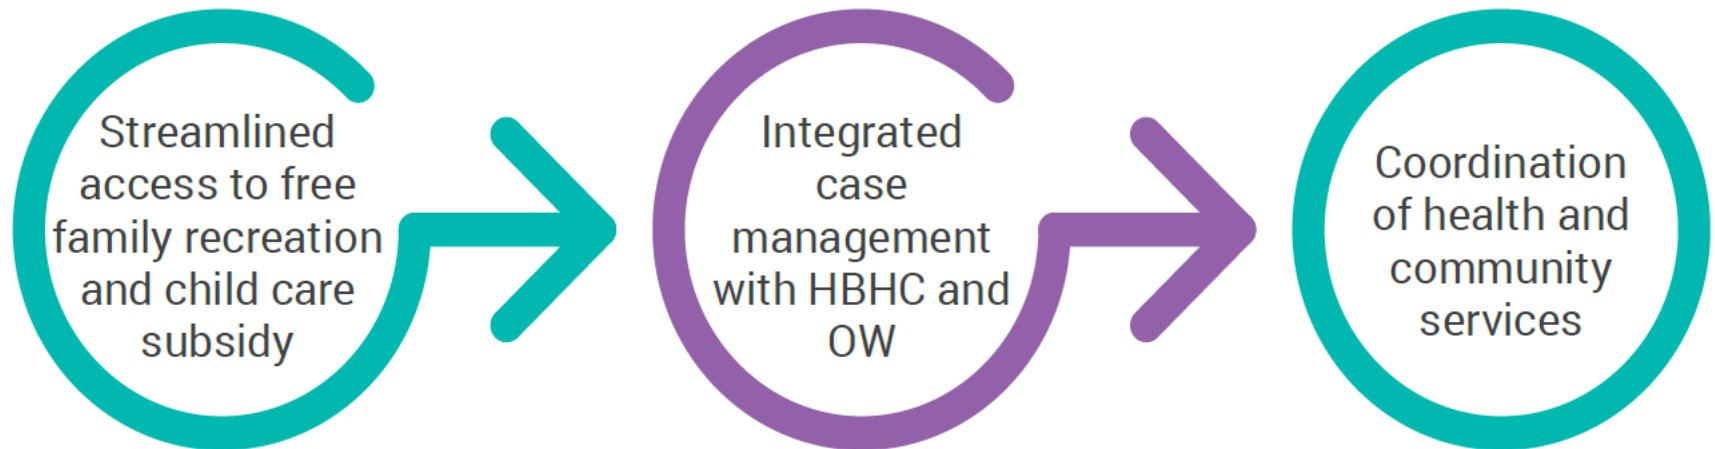 Streamlined
access to free
family recreation
and child care
subsidy
Integrated
case
management
with HBHC and
OW
Coordination
of health and
community
services